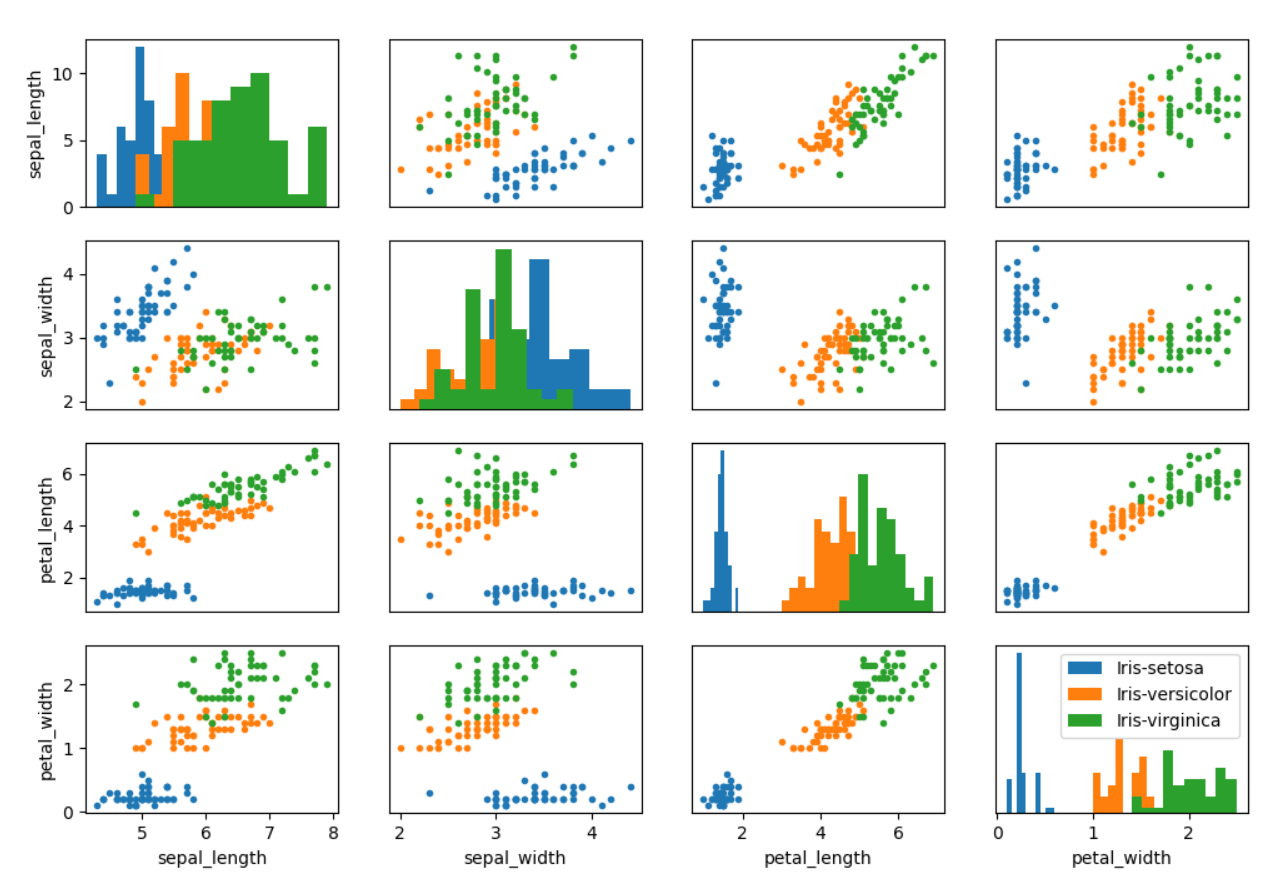 sepal_length
10
5
0
sepal_width
4
3
2
petal_length
6
4
2
petal_width
2
1
0
Iris-setosa
Iris-versicolor
Iris-virginica
5 6 7 8
2 3 4
2 4 6
0 1 2
sepal_length
sepal_width
petal_length
petal_width